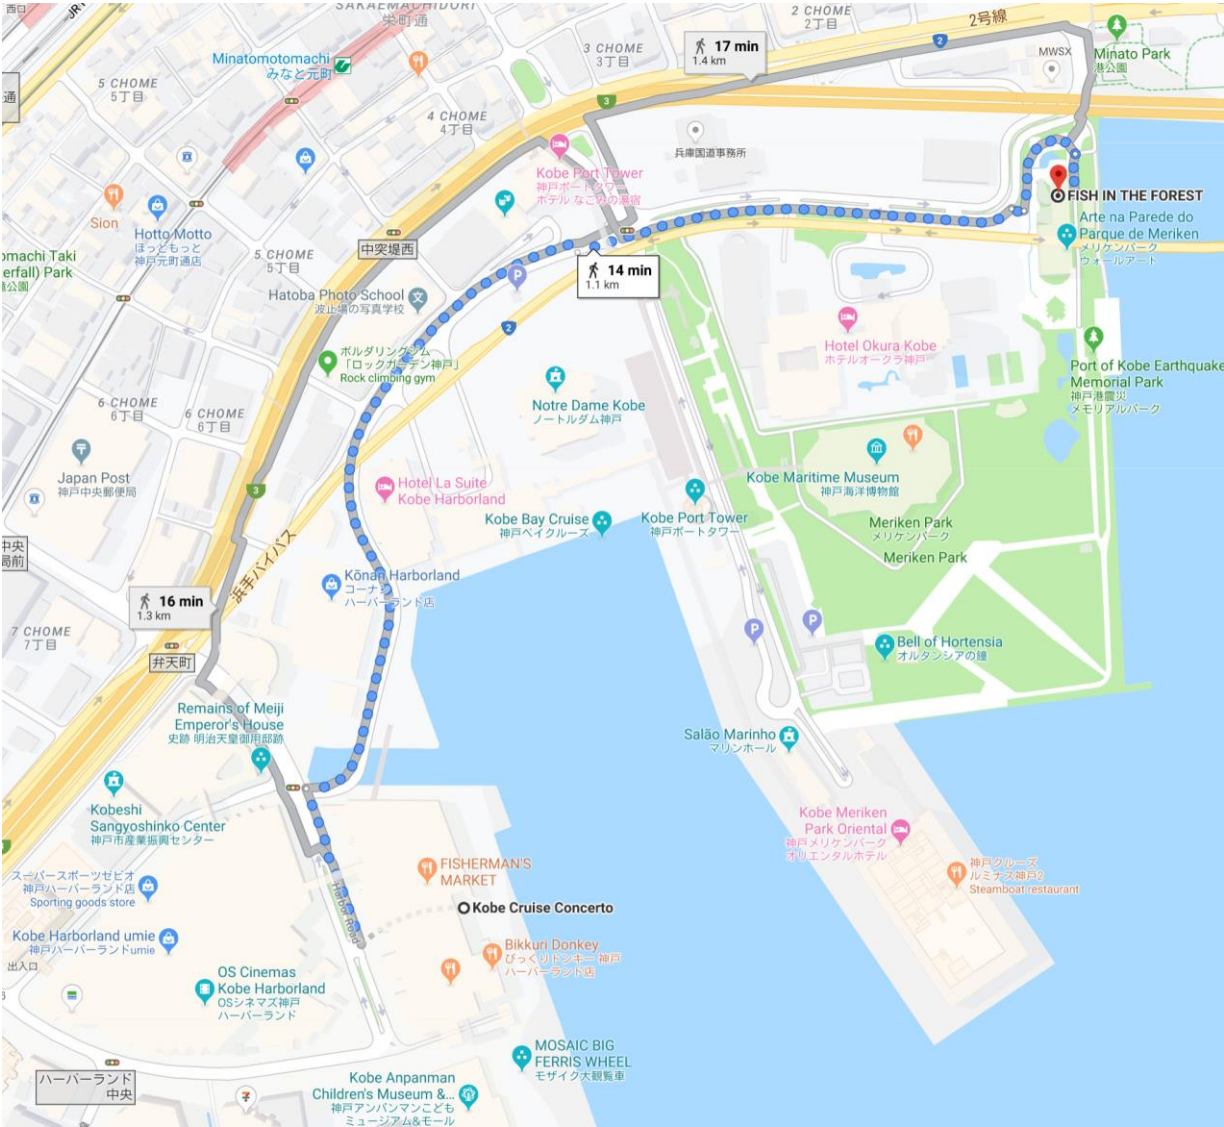 西口
JR
SAKAEMACHIDORI
栄町通
2 CHOME
2丁目
2号線
17 min
1.4 km
2
MWSX
Minato Park
港公園
Minatomotomachi
みなと元町
3 CHOME
3丁目
5 CHOME
5丁目
通
3
4 CHOME
4丁目
兵庫国道事務所
Kobe Port Tower
神戸ポートタワー
ホテル なごみの湯宿
FISH IN THE FOREST
Sion
Hotto Motto
ほっともっと
神戸元町通店
Arte na Parede do
Parque de Meriken
メリケンパーク
ウォールアート
中突堤西
omachi Taki
erfall) Park
5 CHOME
5丁目
14 min
1.1 km
P
Hatoba Photo School
波止場の写真学校
文
2
Hotel Okura Kobe
ホテルオークラ神戸
ボルダリングジム
「ロックガーデン神戸」
Rock climbing gym
Port of Kobe Earthquake
Memorial Park
神戸港震災
メモリアルパーク
Notre Dame Kobe
ノートルダム神戸
6 CHOME
6丁目
6 CHOME
6丁目
Japan Post
神戸中央郵便局
Hotel La Suite
Kobe Harborland
Kobe Maritime Museum
神戸海洋博物館
3
Kobe Bay Cruise
神戸ベイクルーズ
Kobe Port Tower
神戸ポートタワー
Meriken Park
メリケンパーク
Meriken Park
中央
局前
浜手バイパス
Kōnan Harborland
コーナン
ハーバーランド店
16 min
1.3 km
7 CHOME
7丁目
P
P
Bell of Hortensia
オルタンシアの鐘
弁天町
Remains of Meiji
Emperor's House
史跡 明治天皇御用邸跡
Salão Marinho
マリンホール
Kobeshi
Sangyoshinko Center
神戸市産業振興センター
Kobe Meriken
Park Oriental
神戸メリケンパーク
オリエンタルホテル
FISHERMAN'S
MARKET
神戸クルーズ
ルミナス神戸2
Steamboat restaurant
スーパースポーツゼビオ
神戸ハーバーランド店
Sporting goods store
Harbor Road
Kobe Cruise Concerto
Kobe Harborland umie
神戸ハーバーランドumie
Bikkuri Donkey
びっくりドンキー 神戸
ハーバーランド店
出入口
OS Cinemas
Kobe Harborland
OSシネマズ神戸
ハーバーランド
MOSAIC BIG
FERRIS WHEEL
モザイク大観覧車
ハーバーランド
中央
Kobe Anpanman
Children's Museum &...
神戸アンパンマンこども
ミュージアム&モール